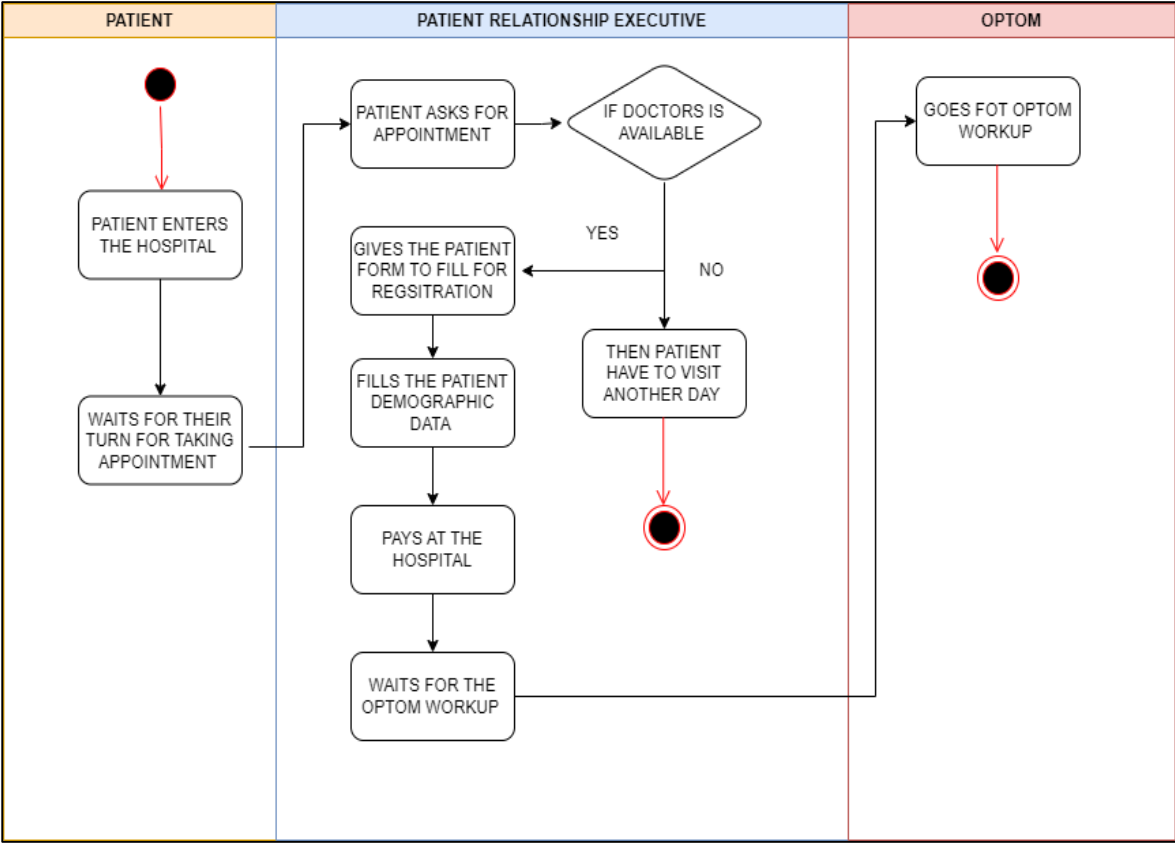 PATIENT
PATIENT RELATIONSHIP EXECUTIVE
OPTOM
PATIENT ENTERS
THE HOSPITAL
WAITS FOR THEIR
TURN FOR TAKING
APPOINTMENT
PATIENT ASKS FOR
APPOINTMENT
IF DOCTORS IS
AVAILABLE
YES
NO
GIVES THE PATIENT
FORM TO FILL FOR
REGSITRATION
THEN PATIENT
HAVE TO VISIT
ANOTHER DAY
FILLS THE PATIENT
DEMOGRAPHIC
DATA
PAYS AT THE
HOSPITAL
WAITS FOR THE
OPTOM WORKUP
GOES FOT OPTOM
WORKUP